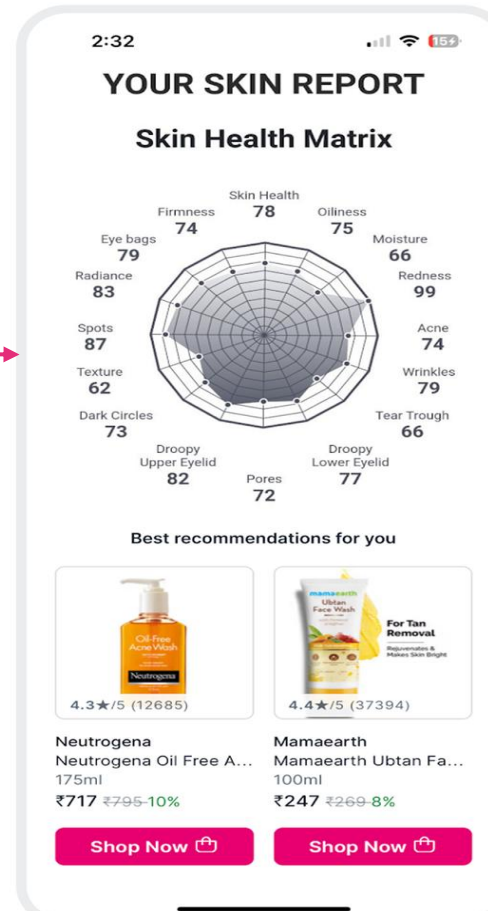 2:32
15
YOUR SKIN REPORT
Skin Health Matrix
Skin Health
78
Firmness
74
Oiliness
75
Eye bags
79
Moisture
66
Radiance
83
Redness
99
Spots
87
Acne
74
Texture
62
Wrinkles
79
Dark Circles
73
Tear Trough
66
Droopy
Upper Eyelid
82
Pores
72
Droopy
Lower Eyelid
77
Best recommendations for you
Oil-Free
Acne Wash
Neutrogena
4.3★/5 (12685)
mamaearth
Ubtan
Face Wash
For Tan
Removal
Rejuvenates &
Makes Skin Bright
4.4★/5 (37394)
Neutrogena
Neutrogena Oil Free A...
175ml
₹717 ₹795 10%
Shop Now
Mamaearth
Mamaearth Ubtan Fa...
100ml
₹247 ₹269 8%
Shop Now